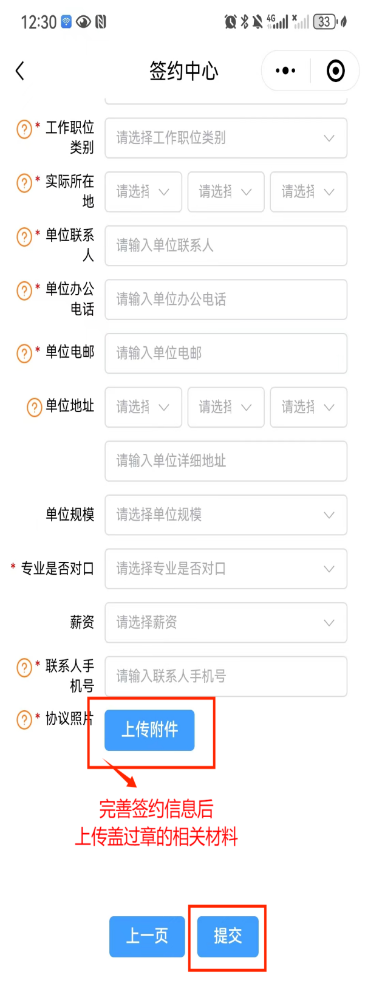 12:30 4G 33
签约中心
* 工作职位类别 请选择工作职位类别
* 实际所在地 请选择 请选择 请选择
* 单位联系人 请输入单位联系人
* 单位办公电话 请输入单位办公电话
* 单位电邮 请输入单位电邮
单位地址 请选择 请选择 请选择
请输入单位详细地址
单位规模 请选择单位规模
* 专业是否对口 请选择专业是否对口
薪资 请选择薪资
* 联系人手机号 请输入联系人手机号
* 协议照片 上传附件
完善签约信息后
上传盖过章的相关材料
上一页 提交